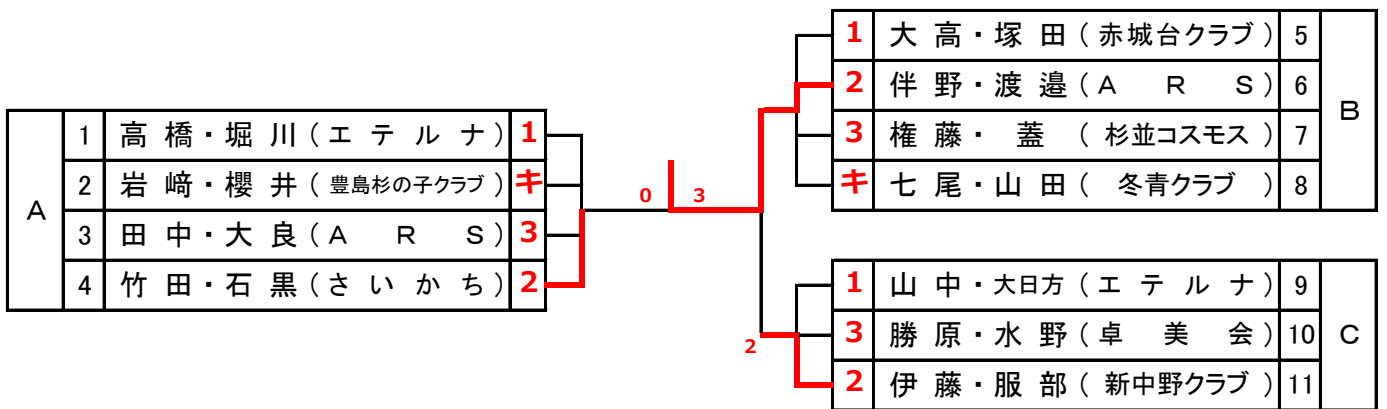 A
1 高橋・堀川(エテルナ) 1
2 岩﨑・櫻井(豊島杉の子クラブ) キ
3 田中・大良(ARS) 3
4 竹田・石黒(さいかち) 2
0 3
1 大高・塚田(赤城台クラブ) 5
2 伴野・渡邉(ARS) 6
3 権藤・蓋(杉並コスモス) 7
キ 七尾・山田(冬青クラブ) 8
B
2
1 山中・大日方(エテルナ) 9
3 勝原・水野(卓美会) 10
2 伊藤・服部(新中野クラブ) 11
C